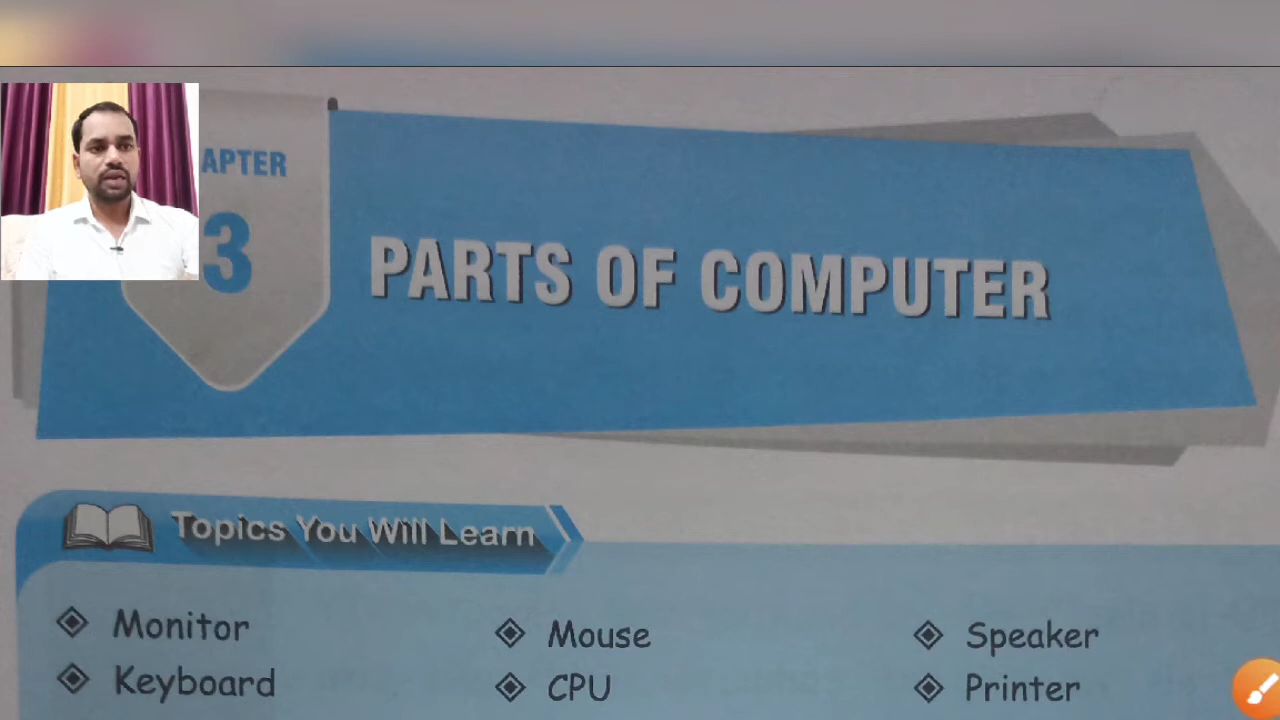 APTER
3
PARTS OF COMPUTER
Topics You Will Learn
Monitor
Mouse
Speaker
Keyboard
CPU
Printer